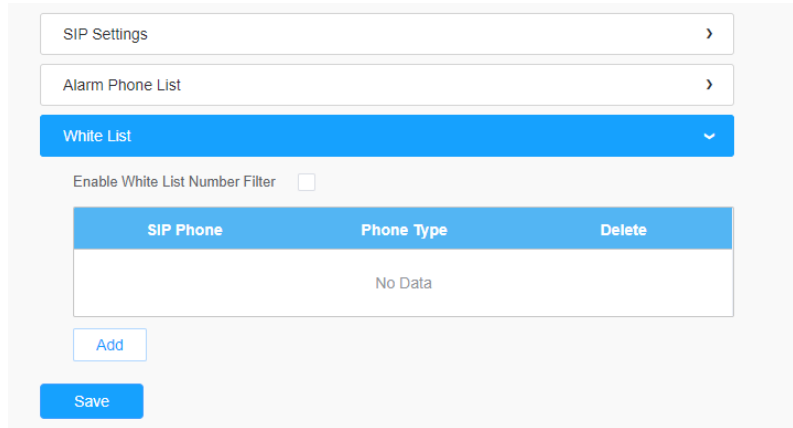 SIP Settings
Alarm Phone List
White List
Enable White List Number Filter
SIP Phone Phone Type Delete
No Data
Add
Save